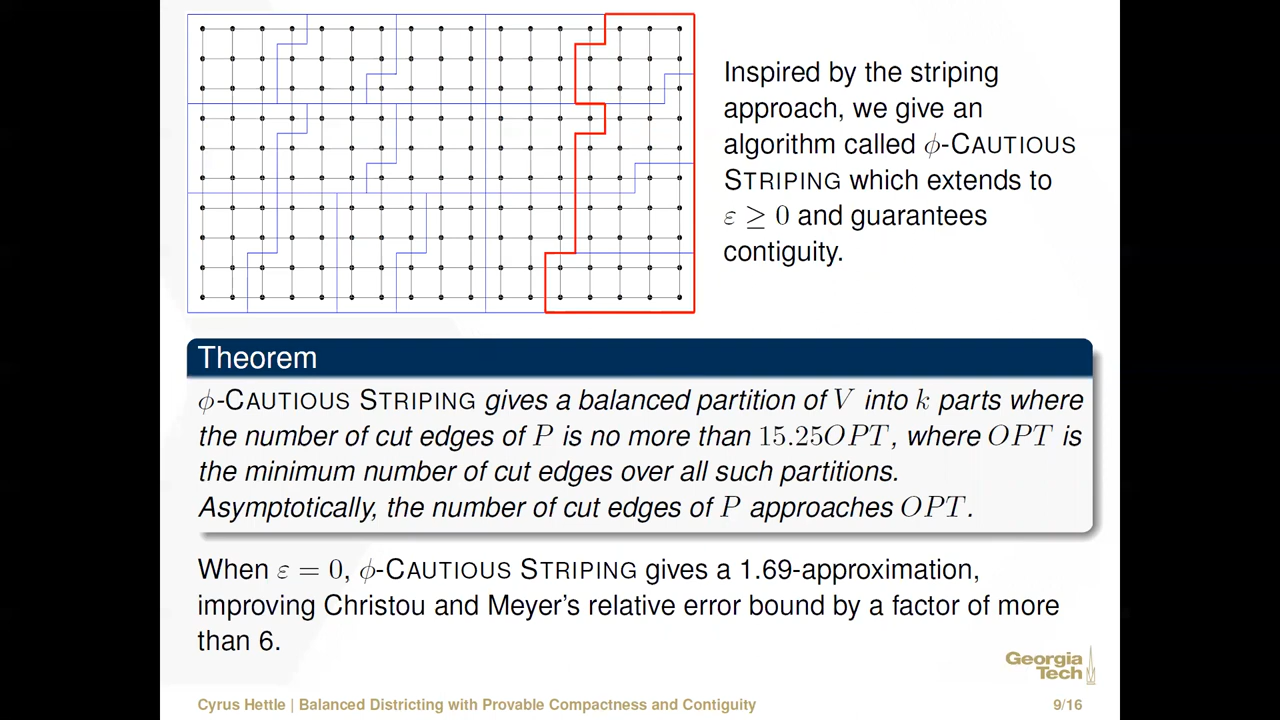 Inspired by the striping
approach, we give an
algorithm called ϕ-CAUTIOUS
STRIPING which extends to
ε ≥ 0 and guarantees
contiguity.
Theorem
ϕ-CAUTIOUS STRIPING gives a balanced partition of V into k parts where
the number of cut edges of P is no more than 15.25OPT, where OPT is
the minimum number of cut edges over all such partitions.
Asymptotically, the number of cut edges of P approaches OPT.
When ε = 0, ϕ-CAUTIOUS STRIPING gives a 1.69-approximation,
improving Christou and Meyer's relative error bound by a factor of more
than 6.
Georgia
Tech
Cyrus Hettle | Balanced Districting with Provable Compactness and Contiguity 9/16